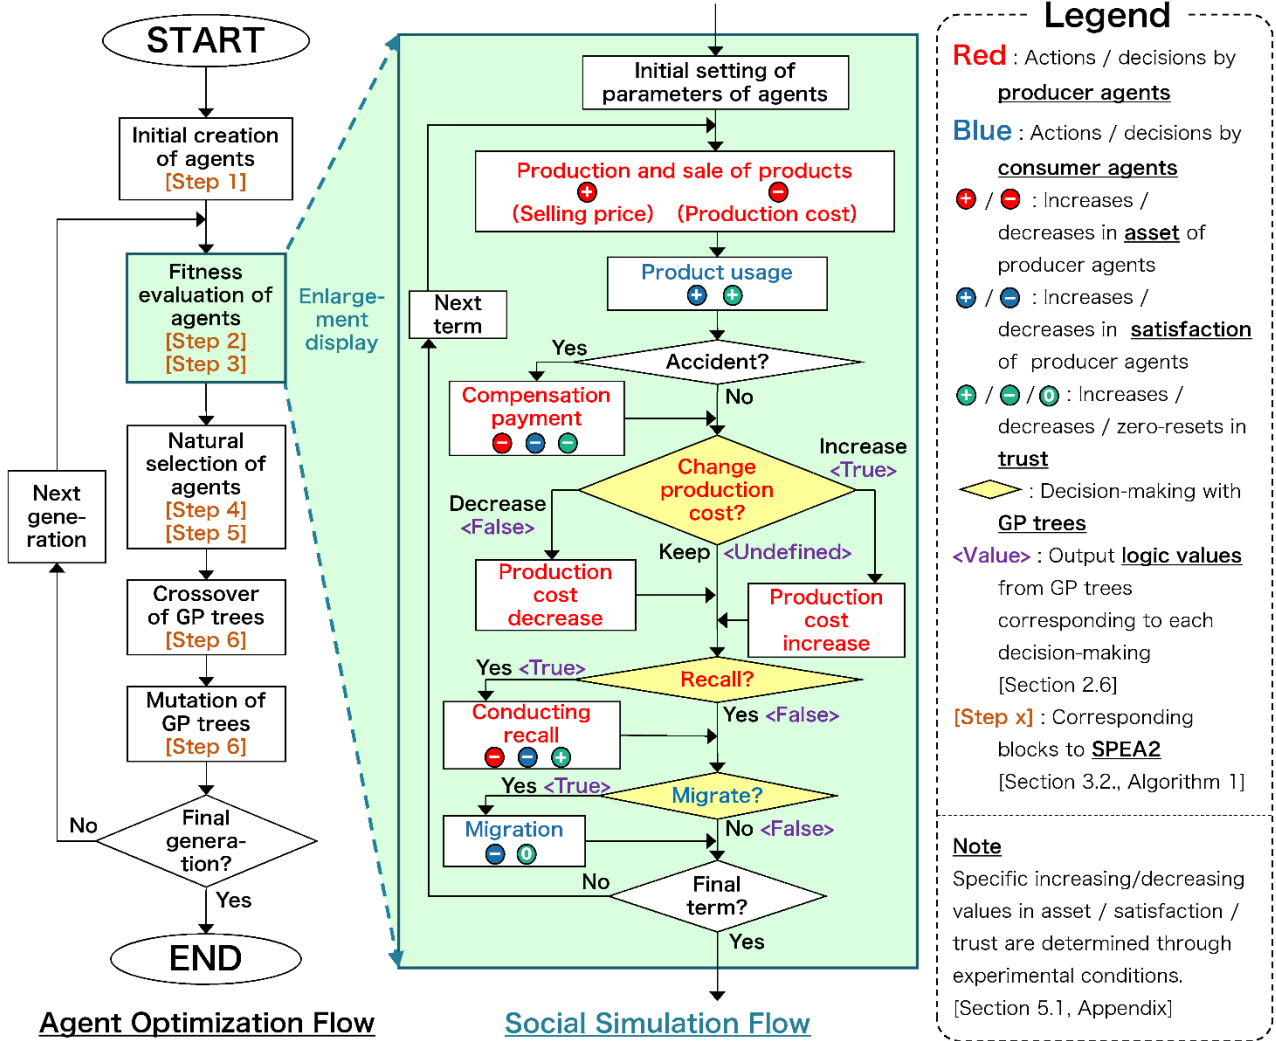 START
Initial creation
of agents
[Step 1]
Fitness
evaluation of
agents
[Step 2]
[Step 3]
Natural
selection of
agents
[Step 4]
[Step 5]
Next
gene-
ration
Crossover
of GP trees
[Step 6]
Mutation of
GP trees
[Step 6]
No
Final
genera-
tion?
Yes
END
Agent Optimization Flow
Enlarge-
ment
display
Initial setting of
parameters of agents
Production and sale of products
+ −
(Selling price) (Production cost)
Product usage
+ +
Next
term
Yes
Accident?
No
Compensation
payment
− − −
Change
production
cost?
Increase
<True>
Decrease
<False>
Keep <Undefined>
Production
cost
decrease
Production
cost
increase
Yes <True>
Recall?
Yes <False>
Conducting
recall
− − +
Yes <True>
Migrate?
No <False>
Migration
− 0
No
Final
term?
Yes
Social Simulation Flow
Legend
Red : Actions / decisions by
producer agents
Blue : Actions / decisions by
consumer agents
+ / − : Increases /
decreases in asset of
producer agents
+ / − : Increases /
decreases in satisfaction
of producer agents
+ / − / 0 : Increases /
decreases / zero-resets in
trust
: Decision-making with
GP trees
<Value> : Output logic values
from GP trees
corresponding to each
decision-making
[Section 2.6]
[Step x] : Corresponding
blocks to SPEA2
[Section 3.2., Algorithm 1]
Note
Specific increasing/decreasing
values in asset / satisfaction /
trust are determined through
experimental conditions.
[Section 5.1, Appendix]